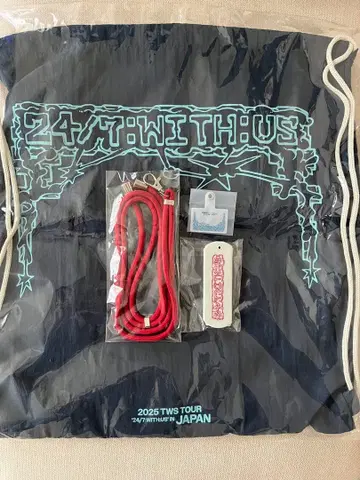 24/7:WITH:US
2025 TWS TOUR
'24/7:WITH:US' IN JAPAN